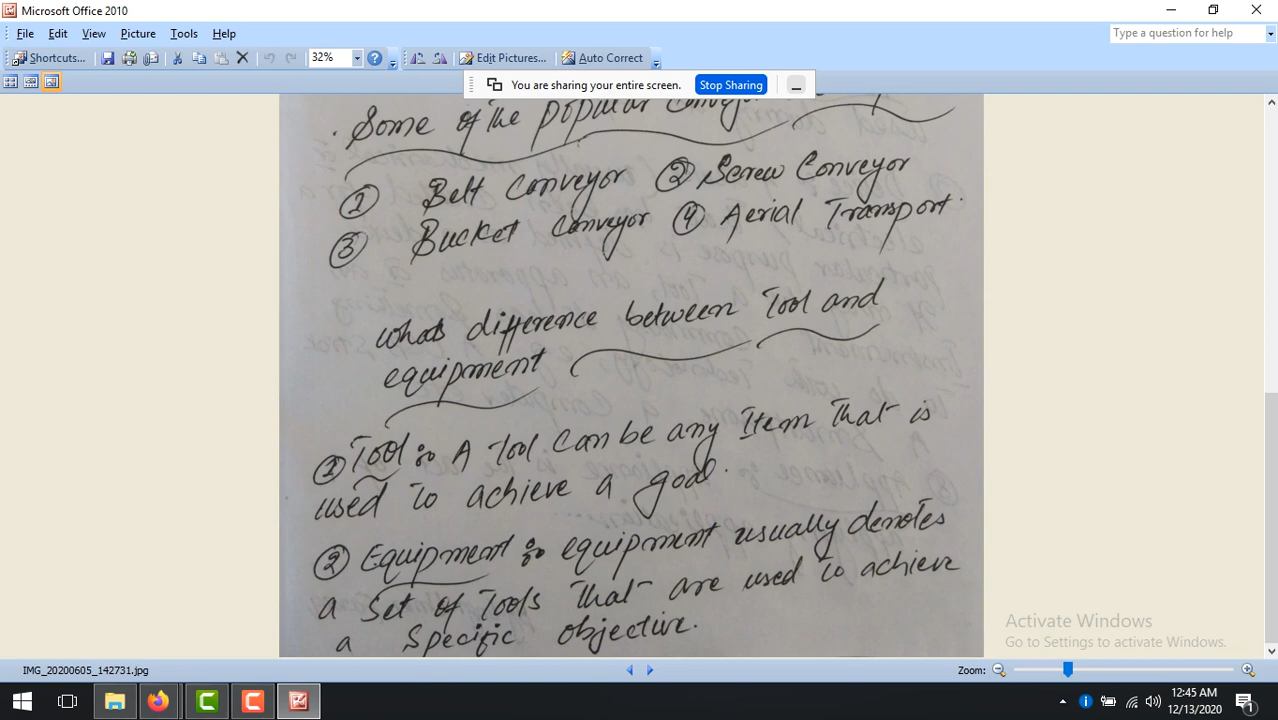 Microsoft Office 2010
File Edit View Picture Tools Help
Type a question for help
Shortcuts...
32%
Edit Pictures...
Auto Correct
You are sharing your entire screen.
Stop Sharing
. Some of the popular Conveyor
① Belt Conveyor ② Screw Conveyor
③ Bucket Conveyor ④ Aerial Transport.
whats difference between Tool and
equipment
① Tool : A Tool Can be any Item That is
used To achieve a goal.
② Equipment : equipment usually denotes
a Set of Tools That are used To achieve
a Specific objective.
Activate Windows
Go to Settings to activate Windows.
IMG_20200605_142731.jpg
Zoom:
12:45 AM
12/13/2020
1